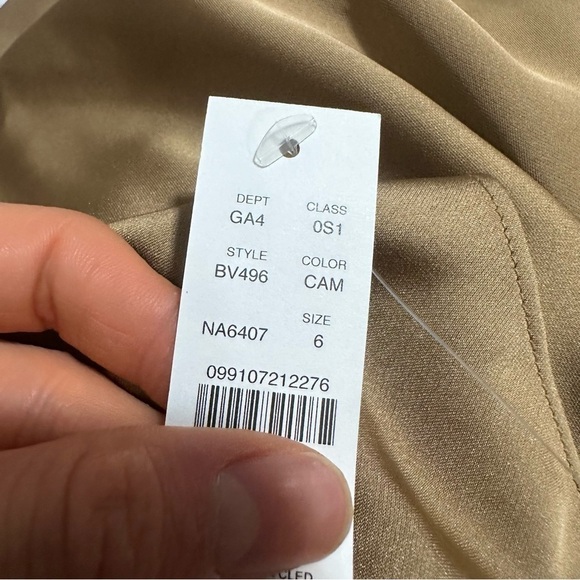 DEPT CLASS
GA4 0S1
STYLE COLOR
BV496 CAM
SIZE
NA6407 6
099107212276